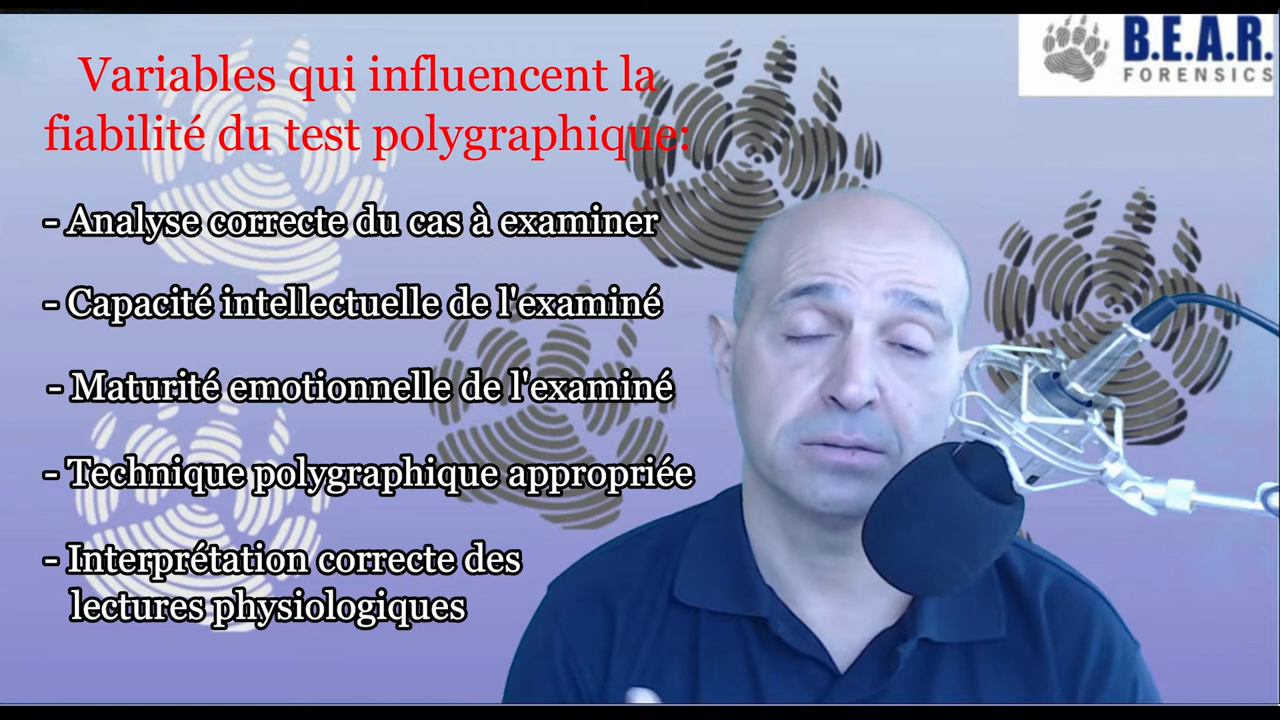 Variables qui influencent la
fiabilité du test polygraphique:
- Analyse correcte du cas à examiner
- Capacité intellectuelle de l'examiné
- Maturité emotionnelle de l'examiné
- Technique polygraphique appropriée
- Interprétation correcte des
lectures physiologiques
B.E.A.R.
FORENSICS